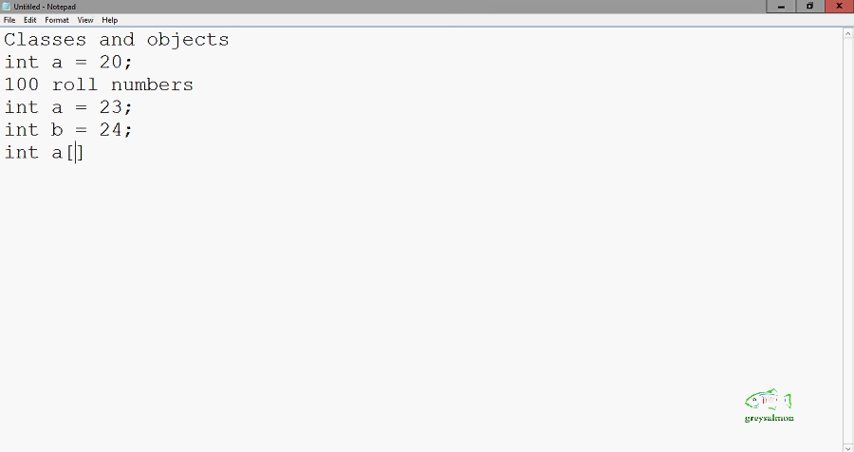 Untitled - Notepad
File Edit Format View Help
Classes and objects
int a = 20;
100 roll numbers
int a = 23;
int b = 24;
int a[]
greysalmon